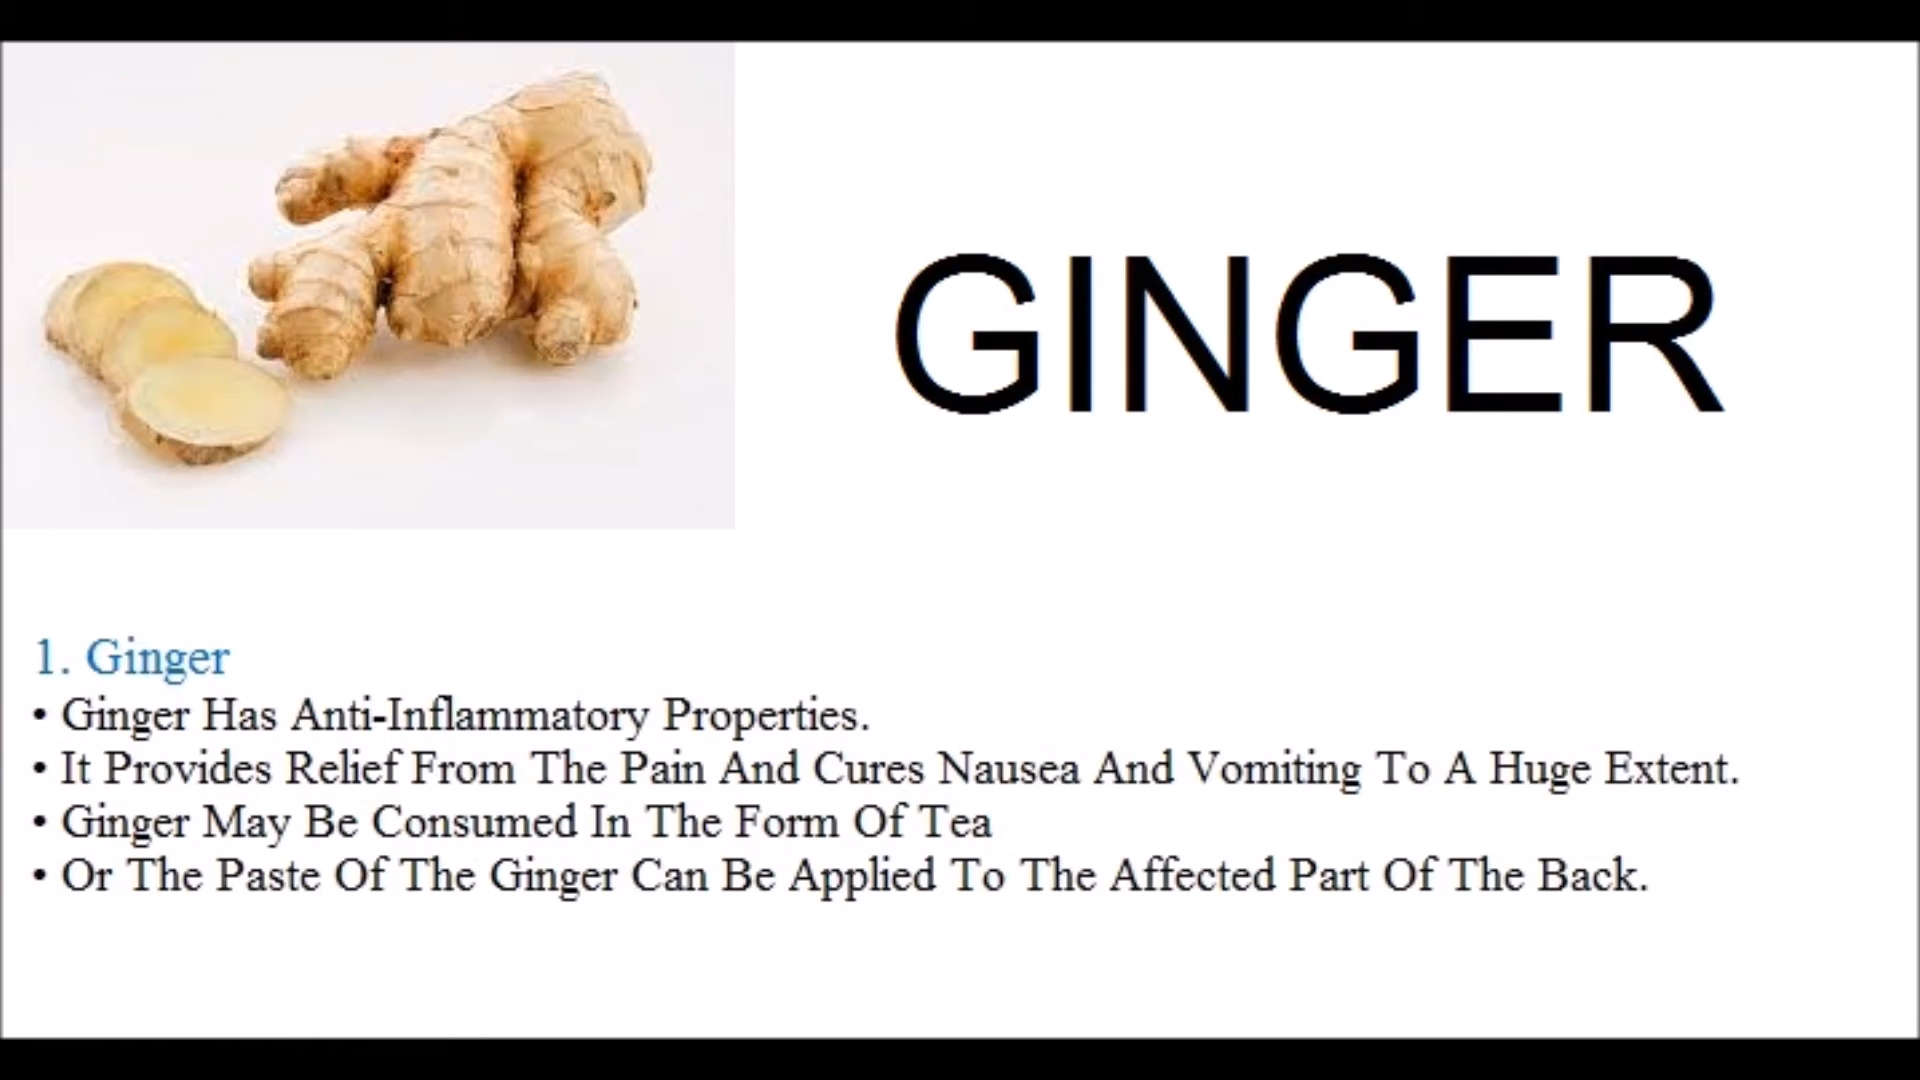 GINGER
1. Ginger
• Ginger Has Anti-Inflammatory Properties.
• It Provides Relief From The Pain And Cures Nausea And Vomiting To A Huge Extent.
• Ginger May Be Consumed In The Form Of Tea
• Or The Paste Of The Ginger Can Be Applied To The Affected Part Of The Back.